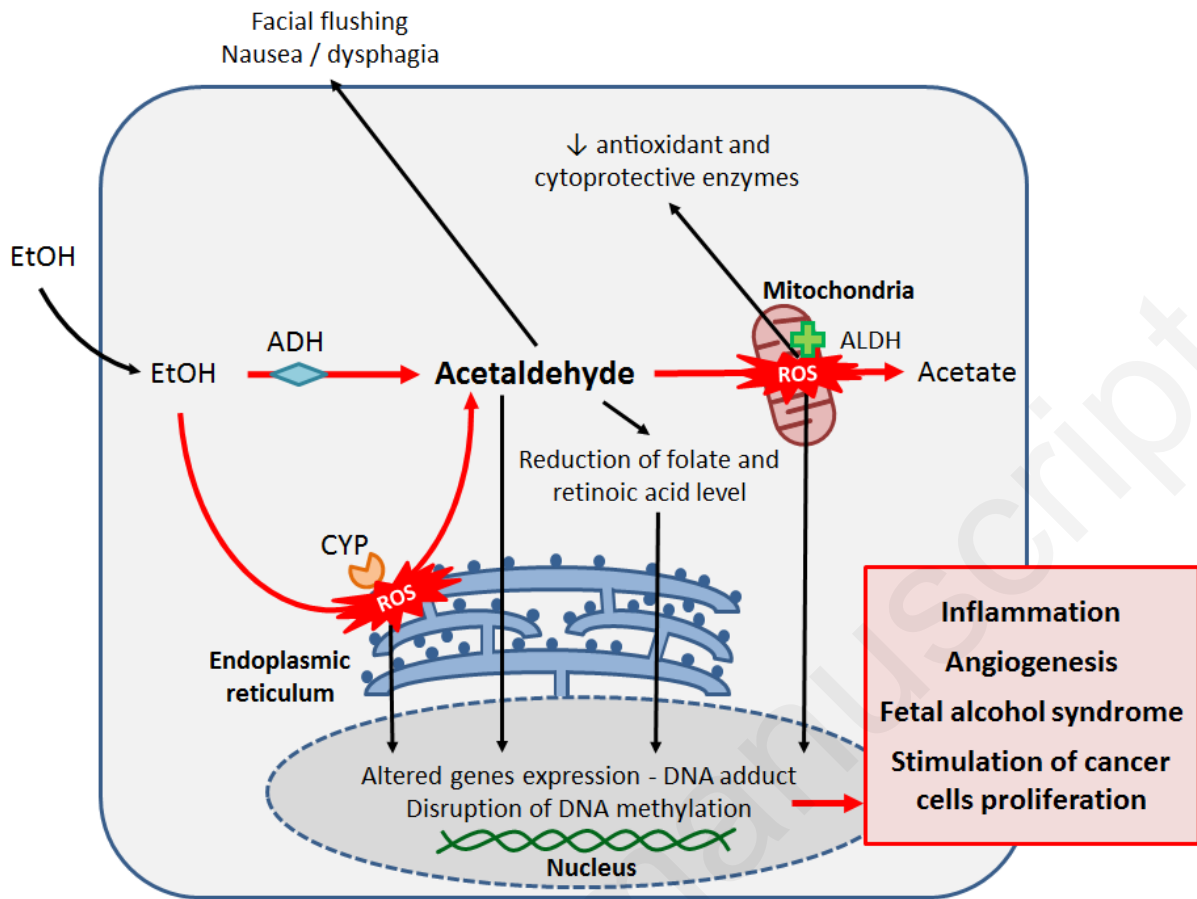 Facial flushing
Nausea / dysphagia
↓ antioxidant and
cytoprotective enzymes
EtOH
Mitochondria
ADH
ALDH
EtOH
Acetaldehyde
ROS
Acetate
Reduction of folate and
retinoic acid level
CYP
ROS
Endoplasmic
reticulum
Inflammation
Angiogenesis
Fetal alcohol syndrome
Stimulation of cancer
cells proliferation
Altered genes expression - DNA adduct
Disruption of DNA methylation
Nucleus
manuscript